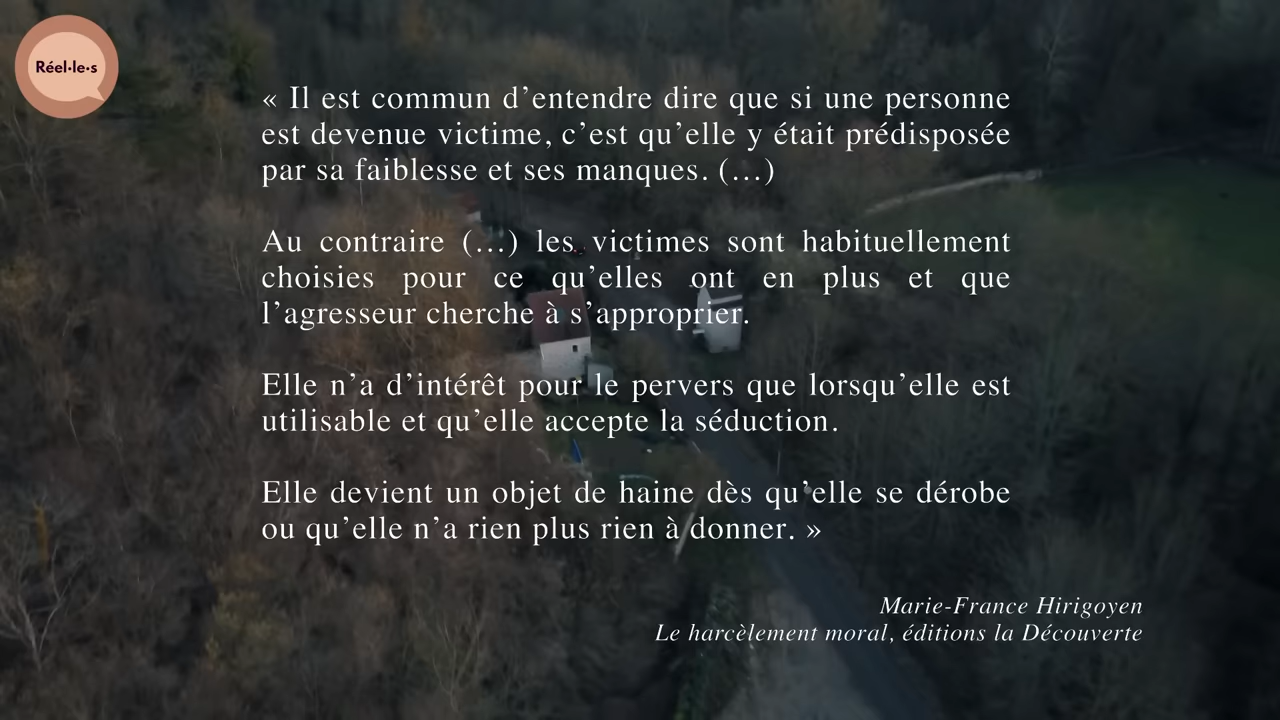 Réel·le·s
« Il est commun d’entendre dire que si une personne
est devenue victime, c’est qu’elle y était prédisposée
par sa faiblesse et ses manques. (…)
Au contraire (…) les victimes sont habituellement
choisies pour ce qu’elles ont en plus et que
l’agresseur cherche à s’approprier.
Elle n’a d’intérêt pour le pervers que lorsqu’elle est
utilisable et qu’elle accepte la séduction.
Elle devient un objet de haine dès qu’elle se dérobe
ou qu’elle n’a rien plus rien à donner. »
Marie-France Hirigoyen
Le harcèlement moral, éditions la Découverte